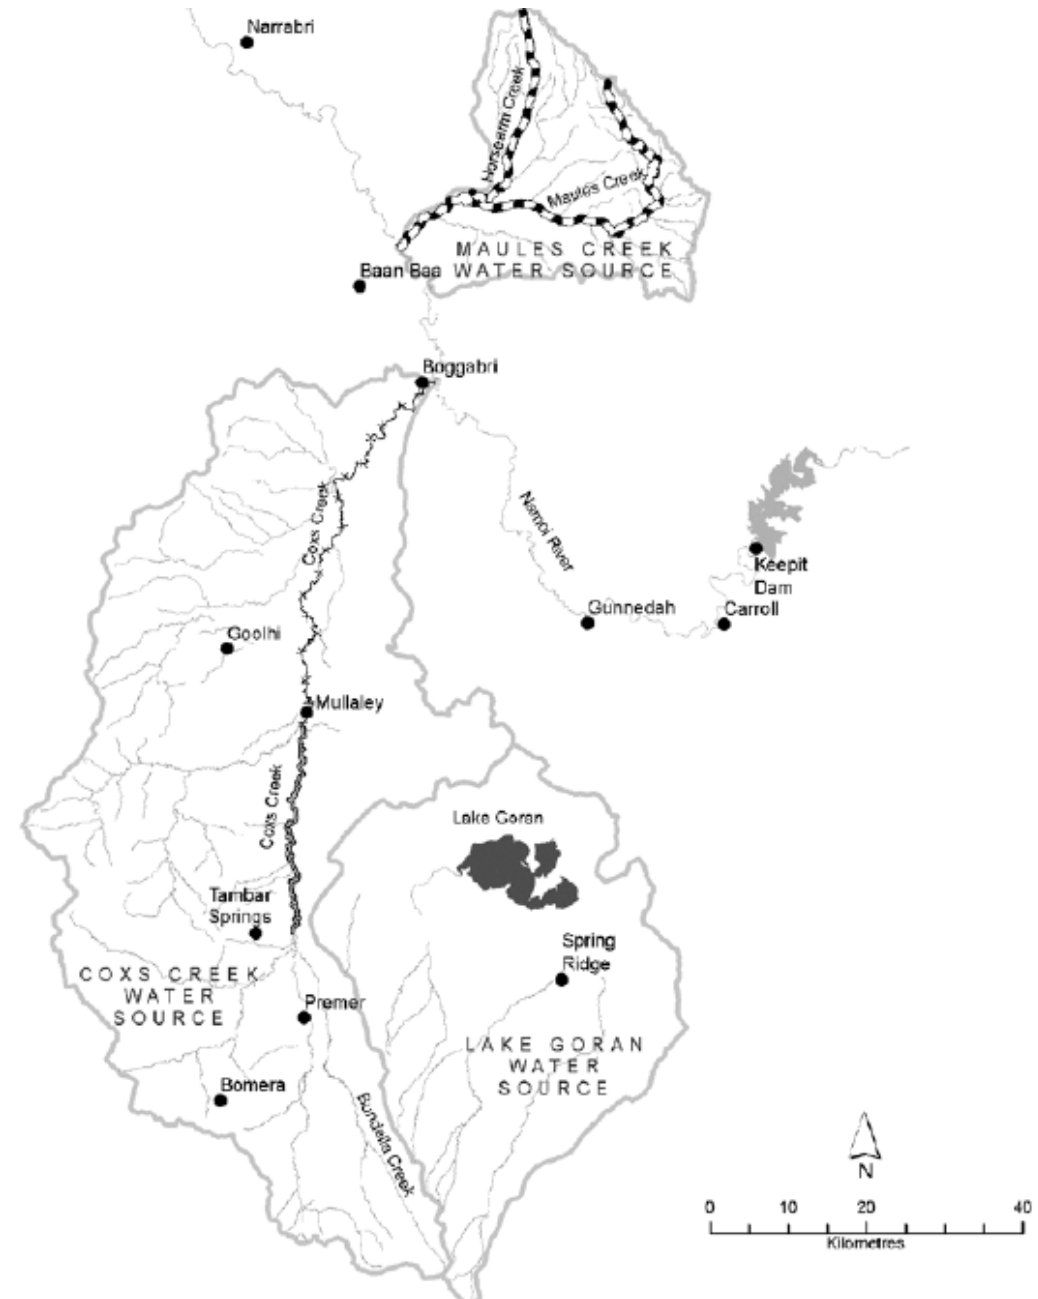 Narrabri
Horsearm Creek
Maules Creek
MAULES CREEK
WATER SOURCE
Baan Baa
Boggabri
Coxs Creek
Namoi River
Keepit
Dam
Gunnedah
Carroll
Goolhi
Mullaley
Coxs Creek
Lake Goran
Tambar
Springs
Spring
Ridge
COXS CREEK
WATER
SOURCE
Premer
LAKE GORAN
WATER
SOURCE
Bomera
Bundella Creek
N
0 10 20 40
Kilometres